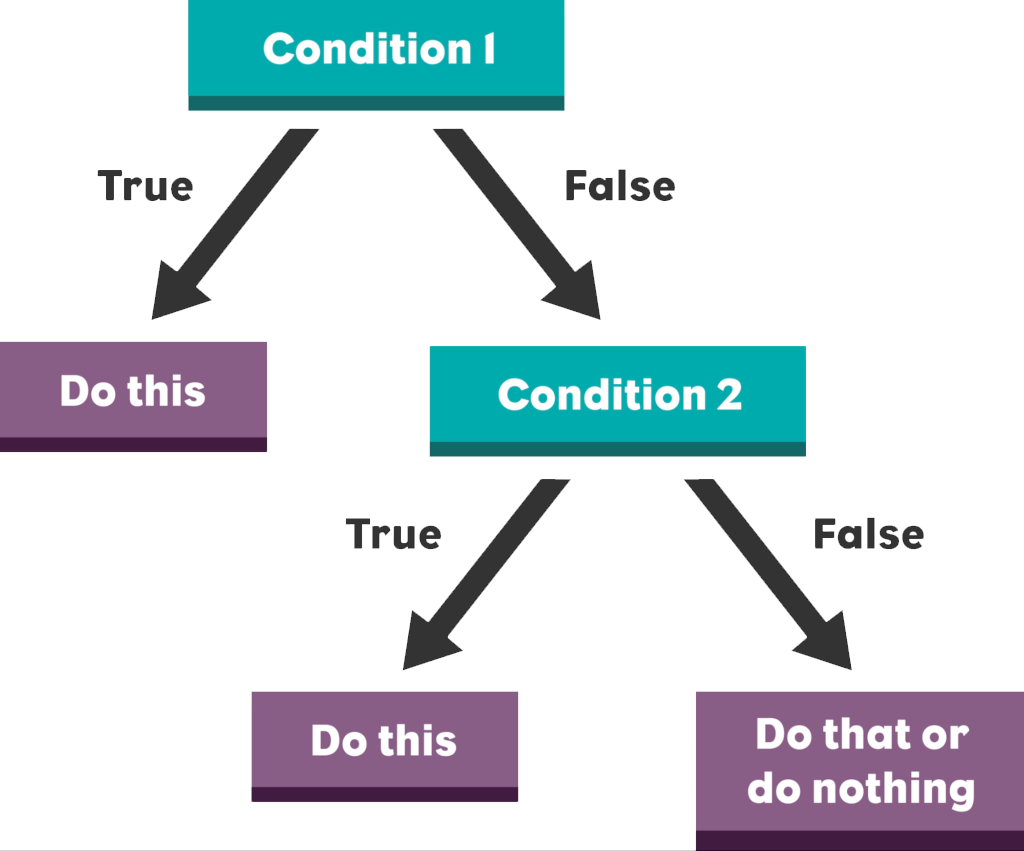 Condition 1
True
False
Do this
Condition 2
True
False
Do this
Do that or
do nothing